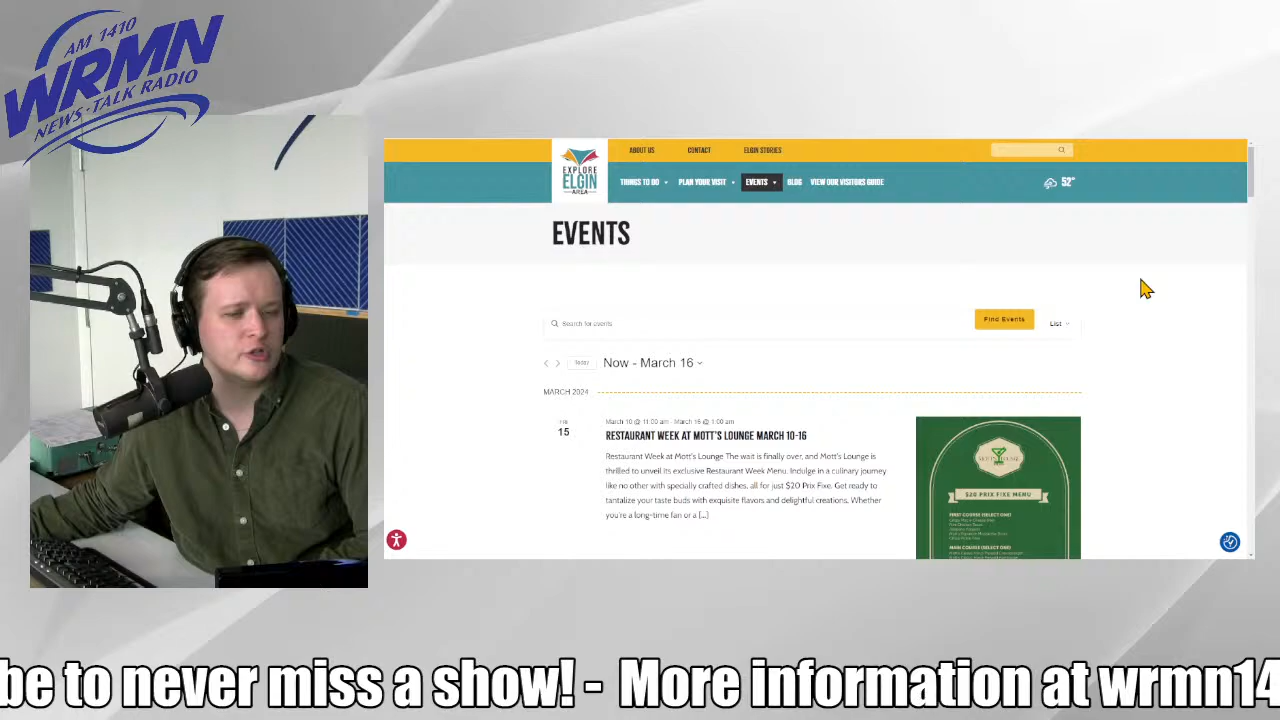 AM 1410
WRMN
NEWS·TALK RADIO
ABOUT US CONTACT ELGIN STORIES
EXPLORE
ELGIN
AREA
THINGS TO DO PLAN YOUR VISIT EVENTS BLOG VIEW OUR VISITORS GUIDE 52°
EVENTS
Search for events Find Events List
Today Now - March 16
MARCH 2024
FRI
15
March 10 @ 11:00 am - March 16 @ 1:00 am
RESTAURANT WEEK AT MOTT'S LOUNGE MARCH 10-16
Restaurant Week at Mott's Lounge The wait is finally over, and Mott's Lounge is
thrilled to unveil its exclusive Restaurant Week Menu. Indulge in a culinary journey
like no other with specially crafted dishes, all for just $20 Prix Fixe. Get ready to
tantalize your taste buds with exquisite flavors and delightful creations. Whether
you're a long-time fan or a [...]
MOTT'S LOUNGE
$20 PRIX FIXE MENU
FIRST COURSE (SELECT ONE)
MAIN COURSE (SELECT ONE)
be to never miss a show! - More information at wrmn14